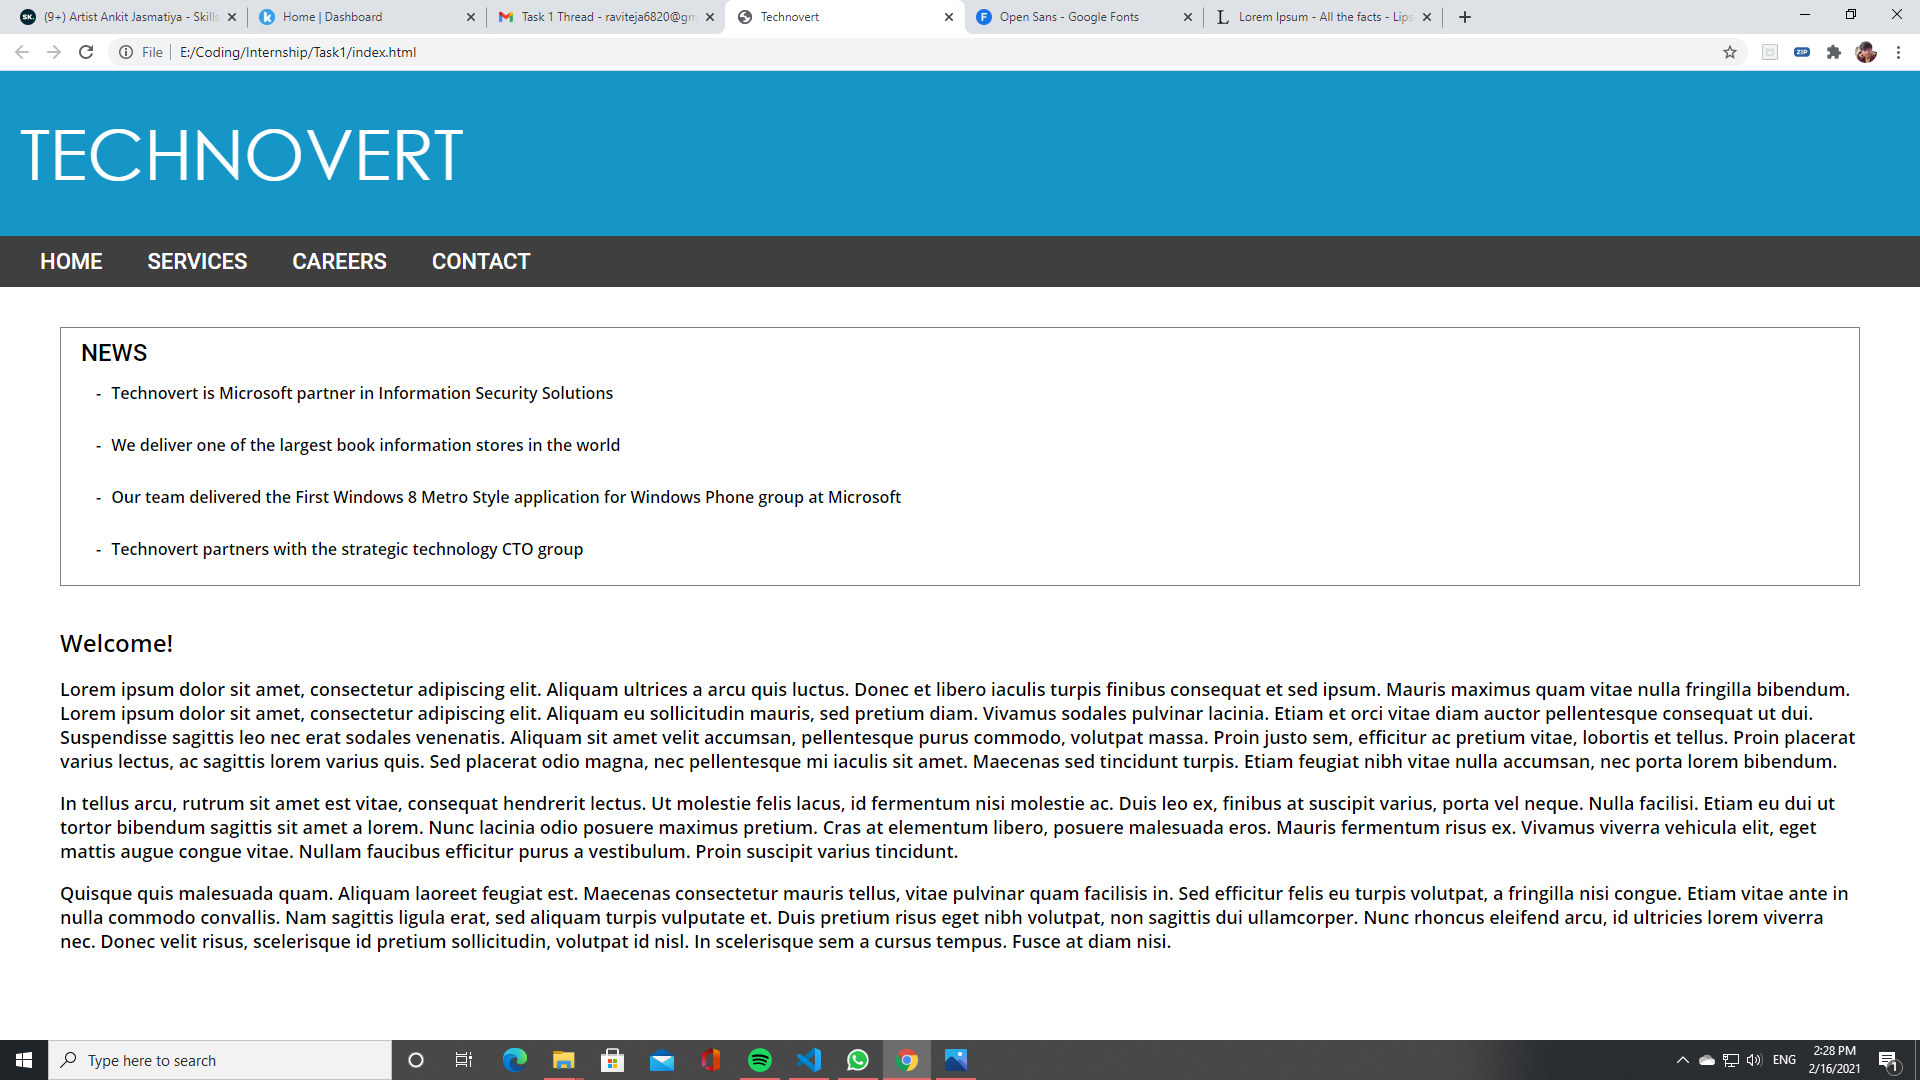 (9+) Artist Ankit Jasmatiya - Skills
Home | Dashboard
Task 1 Thread - raviteja6820@gm
Technovert
Open Sans - Google Fonts
Lorem Ipsum - All the facts - Lips
File
E:/Coding/Internship/Task1/index.html
ZIP
TECHNOVERT
HOME SERVICES CAREERS CONTACT
NEWS
- Technovert is Microsoft partner in Information Security Solutions
- We deliver one of the largest book information stores in the world
- Our team delivered the First Windows 8 Metro Style application for Windows Phone group at Microsoft
- Technovert partners with the strategic technology CTO group
Welcome!
Lorem ipsum dolor sit amet, consectetur adipiscing elit. Aliquam ultrices a arcu quis luctus. Donec et libero iaculis turpis finibus consequat et sed ipsum. Mauris maximus quam vitae nulla fringilla bibendum.
Lorem ipsum dolor sit amet, consectetur adipiscing elit. Aliquam eu sollicitudin mauris, sed pretium diam. Vivamus sodales pulvinar lacinia. Etiam et orci vitae diam auctor pellentesque consequat ut dui.
Suspendisse sagittis leo nec erat sodales venenatis. Aliquam sit amet velit accumsan, pellentesque purus commodo, volutpat massa. Proin justo sem, efficitur ac pretium vitae, lobortis et tellus. Proin placerat
varius lectus, ac sagittis lorem varius quis. Sed placerat odio magna, nec pellentesque mi iaculis sit amet. Maecenas sed tincidunt turpis. Etiam feugiat nibh vitae nulla accumsan, nec porta lorem bibendum.
In tellus arcu, rutrum sit amet est vitae, consequat hendrerit lectus. Ut molestie felis lacus, id fermentum nisi molestie ac. Duis leo ex, finibus at suscipit varius, porta vel neque. Nulla facilisi. Etiam eu dui ut
tortor bibendum sagittis sit amet a lorem. Nunc lacinia odio posuere maximus pretium. Cras at elementum libero, posuere malesuada eros. Mauris fermentum risus ex. Vivamus viverra vehicula elit, eget
mattis augue congue vitae. Nullam faucibus efficitur purus a vestibulum. Proin suscipit varius tincidunt.
Quisque quis malesuada quam. Aliquam laoreet feugiat est. Maecenas consectetur mauris tellus, vitae pulvinar quam facilisis in. Sed efficitur felis eu turpis volutpat, a fringilla nisi congue. Etiam vitae ante in
nulla commodo convallis. Nam sagittis ligula erat, sed aliquam turpis vulputate et. Duis pretium risus eget nibh volutpat, non sagittis dui ullamcorper. Nunc rhoncus eleifend arcu, id ultricies lorem viverra
nec. Donec velit risus, scelerisque id pretium sollicitudin, volutpat id nisl. In scelerisque sem a cursus tempus. Fusce at diam nisi.
Type here to search
ENG
2:28 PM
2/16/2021
1